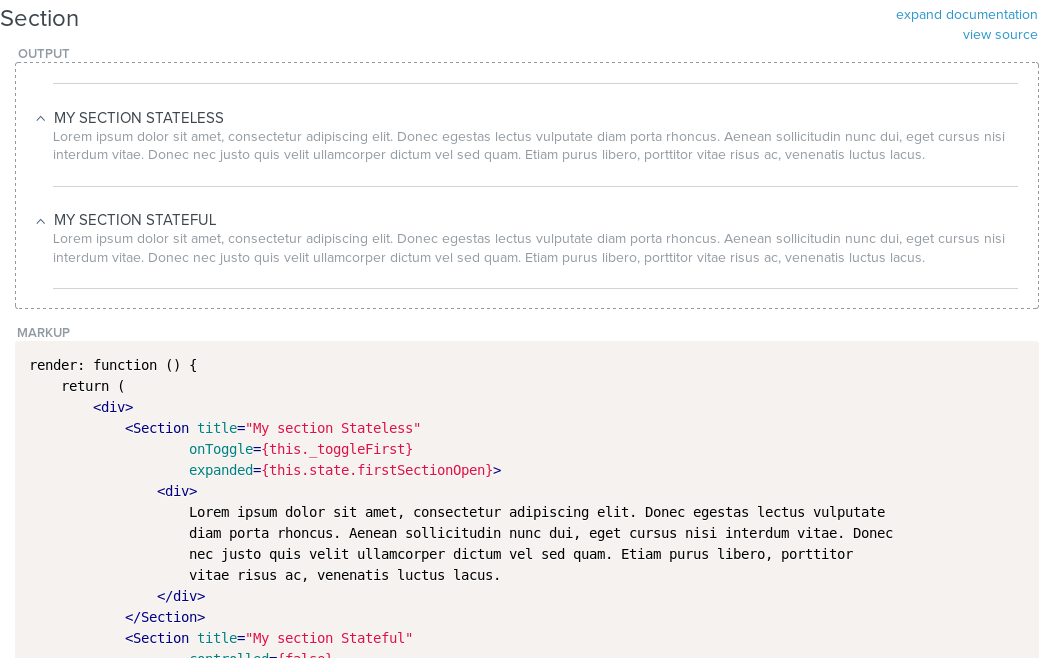 Section
expand documentation
view source
OUTPUT
MY SECTION STATELESS
Lorem ipsum dolor sit amet, consectetur adipiscing elit. Donec egestas lectus vulputate diam porta rhoncus. Aenean sollicitudin nunc dui, eget cursus nisi
interdum vitae. Donec nec justo quis velit ullamcorper dictum vel sed quam. Etiam purus libero, porttitor vitae risus ac, venenatis luctus lacus.
MY SECTION STATEFUL
Lorem ipsum dolor sit amet, consectetur adipiscing elit. Donec egestas lectus vulputate diam porta rhoncus. Aenean sollicitudin nunc dui, eget cursus nisi
interdum vitae. Donec nec justo quis velit ullamcorper dictum vel sed quam. Etiam purus libero, porttitor vitae risus ac, venenatis luctus lacus.
MARKUP
render: function () {
    return (
        <div>
            <Section title="My section Stateless"
                    onToggle={this._toggleFirst}
                    expanded={this.state.firstSectionOpen}>
                <div>
                    Lorem ipsum dolor sit amet, consectetur adipiscing elit. Donec egestas lectus vulputate
                    diam porta rhoncus. Aenean sollicitudin nunc dui, eget cursus nisi interdum vitae. Donec
                    nec justo quis velit ullamcorper dictum vel sed quam. Etiam purus libero, porttitor
                    vitae risus ac, venenatis luctus lacus.
                </div>
            </Section>
            <Section title="My section Stateful"
                    controlled={false}